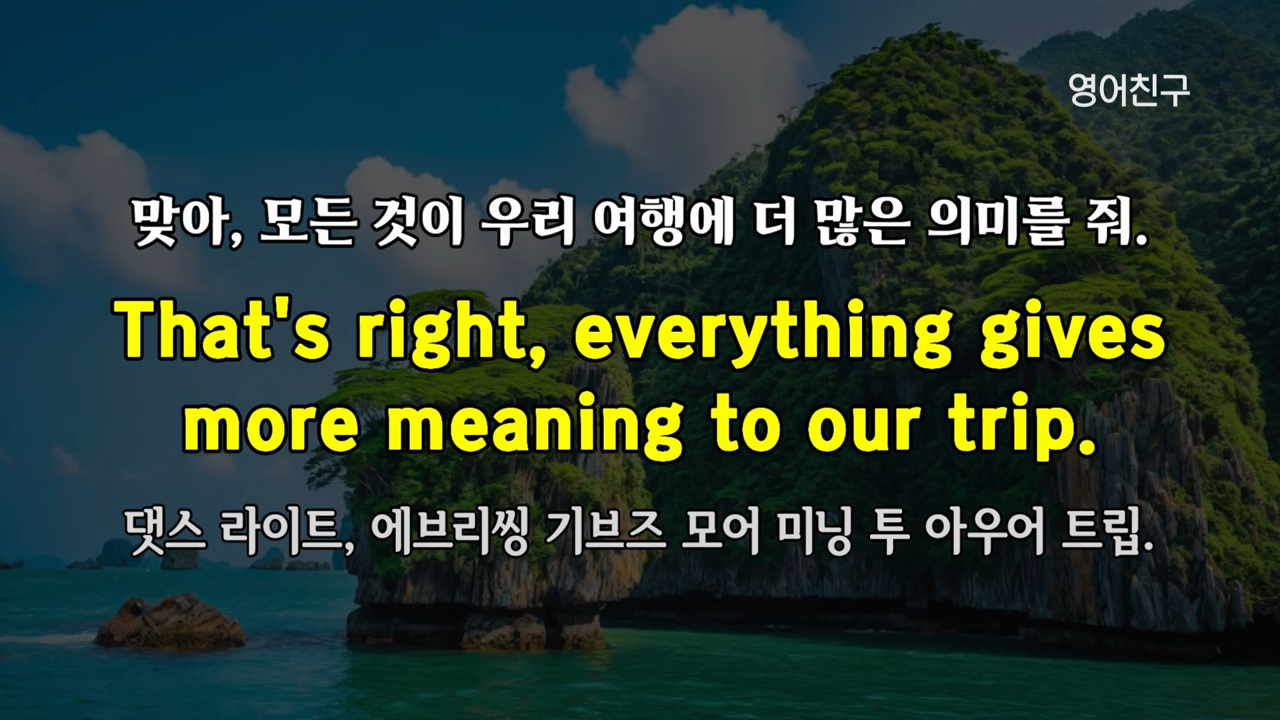 영어친구
맞아, 모든 것이 우리 여행에 더 많은 의미를 줘.
That's right, everything gives
more meaning to our trip.
댓스 라이트, 에브리씽 기브즈 모어 미닝 투 아우어 트립.